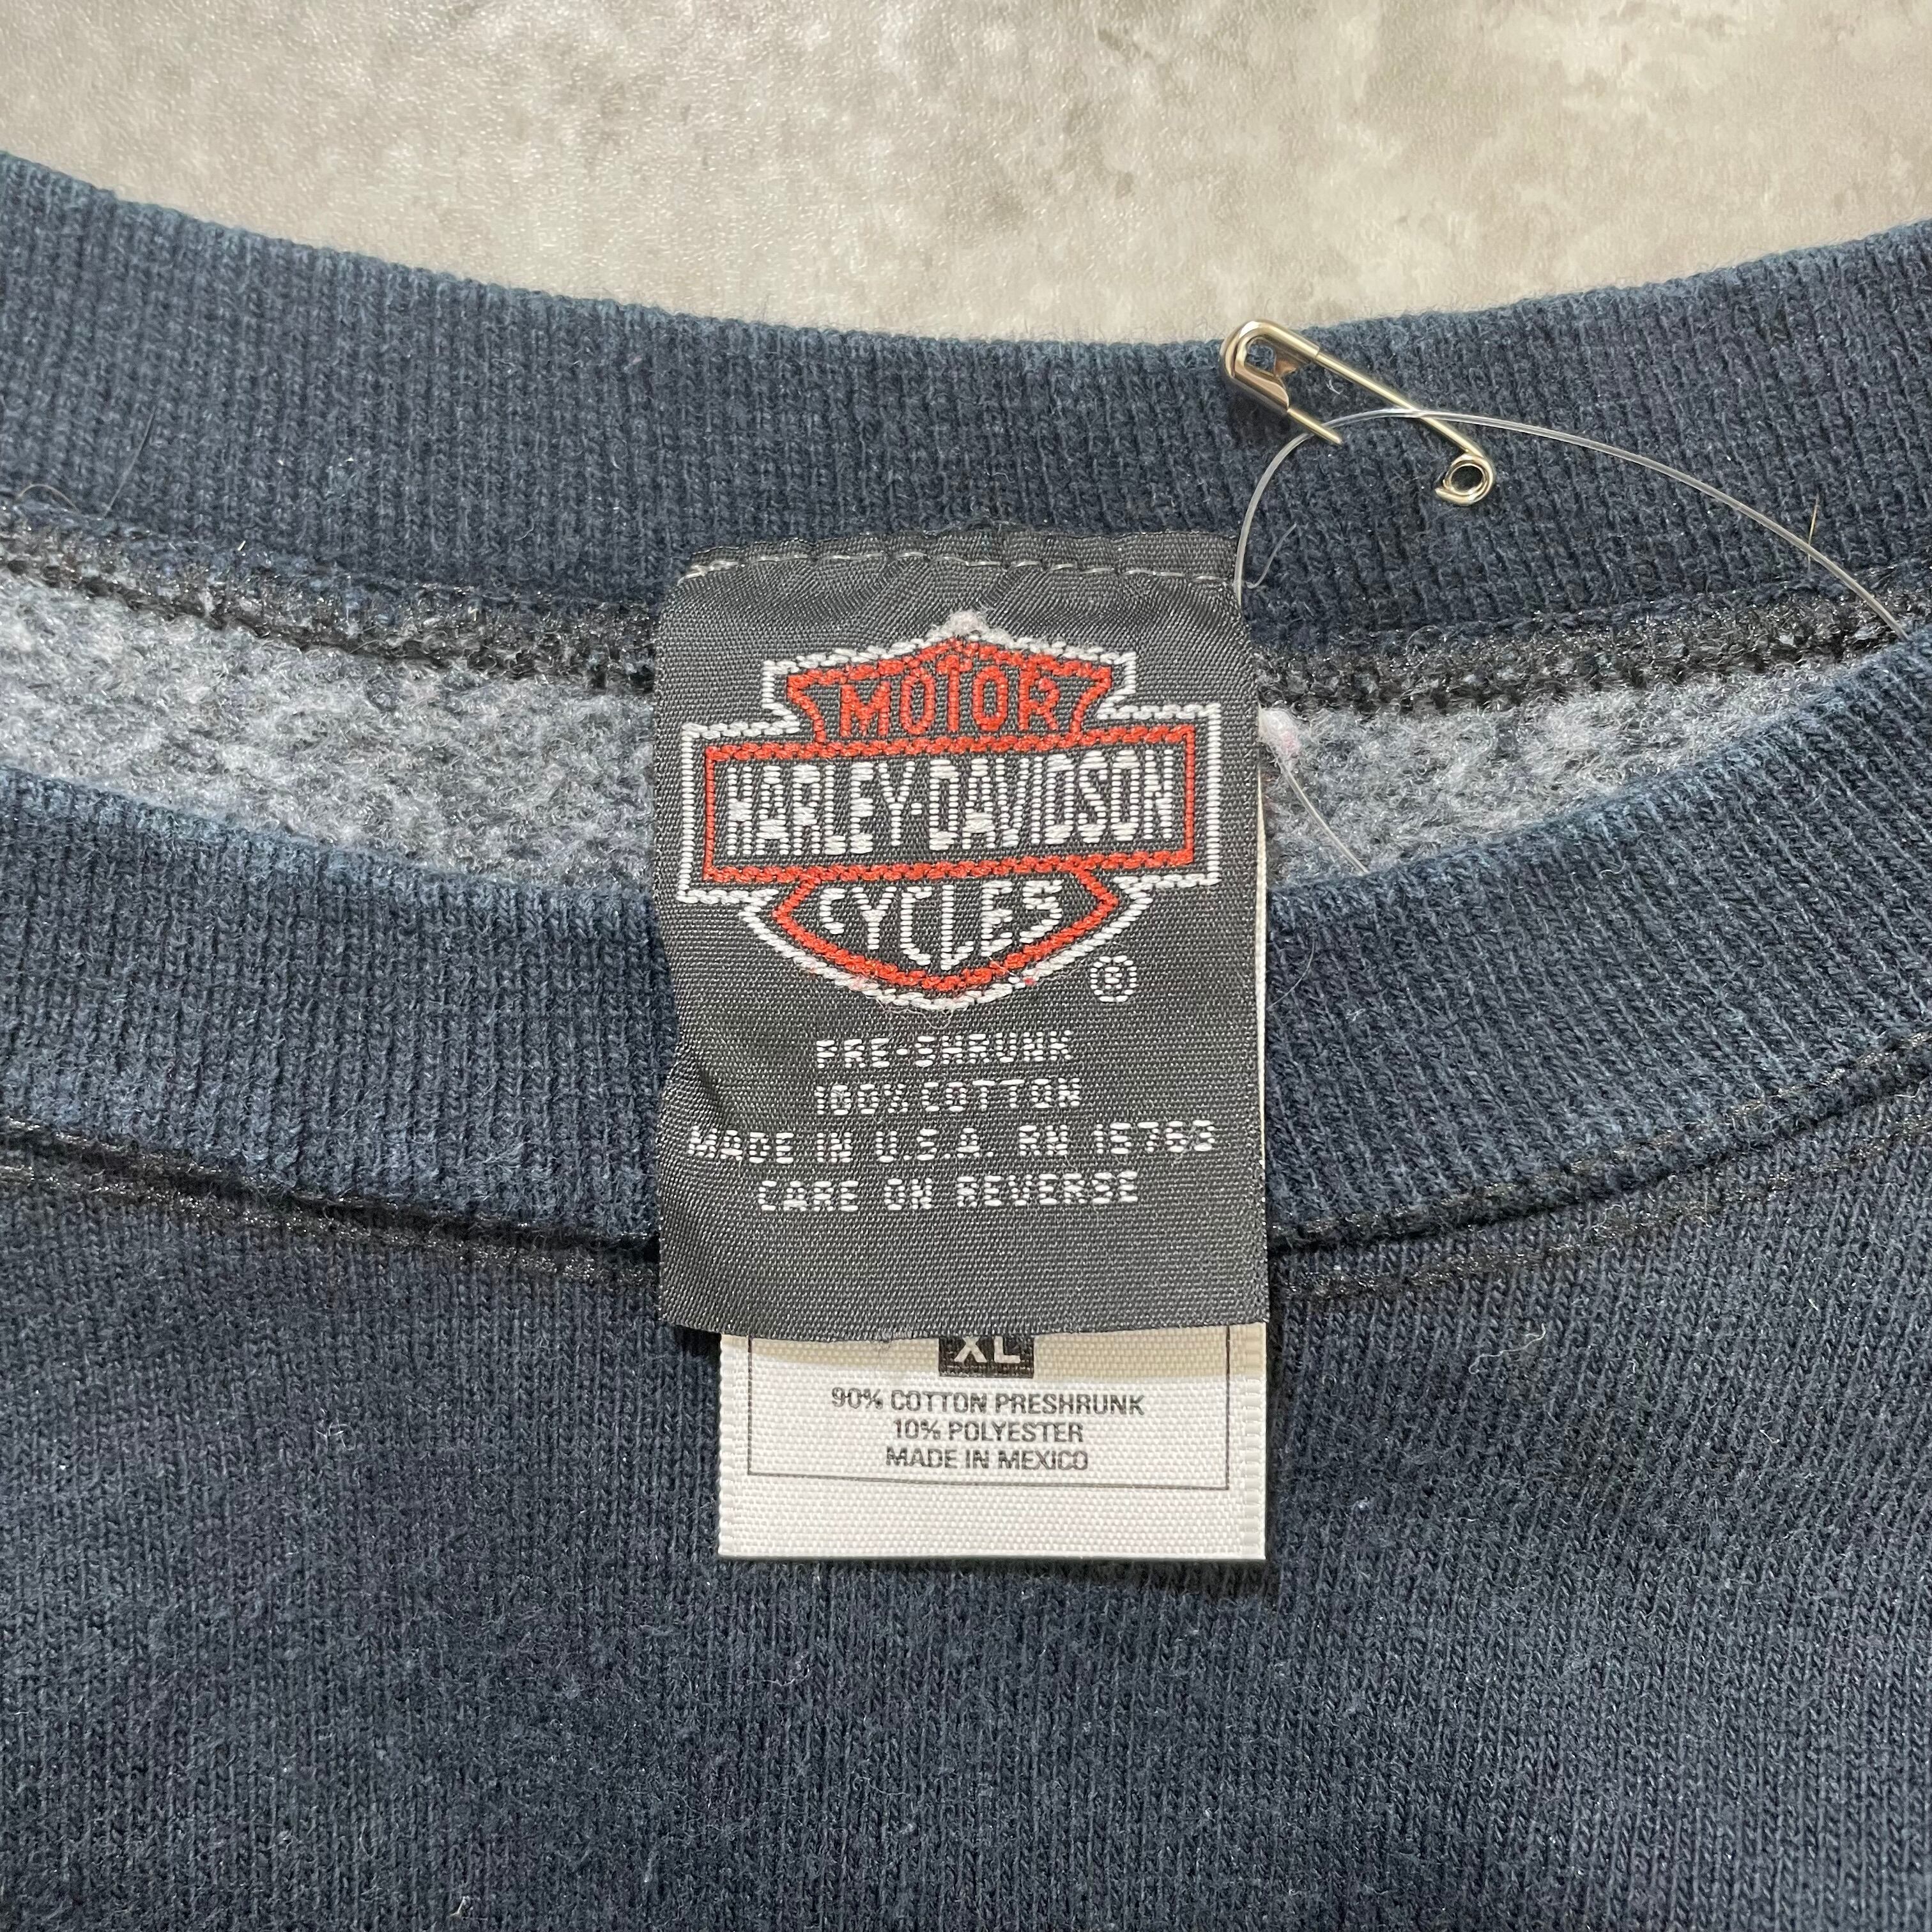 MOTOR
HARLEY-DAVIDSON
CYCLES
®
PRE-SHRUNK
100% COTTON
MADE IN U.S.A. RN 15763
CARE ON REVERSE
XL
90% COTTON PRESHRUNK
10% POLYESTER
MADE IN MEXICO